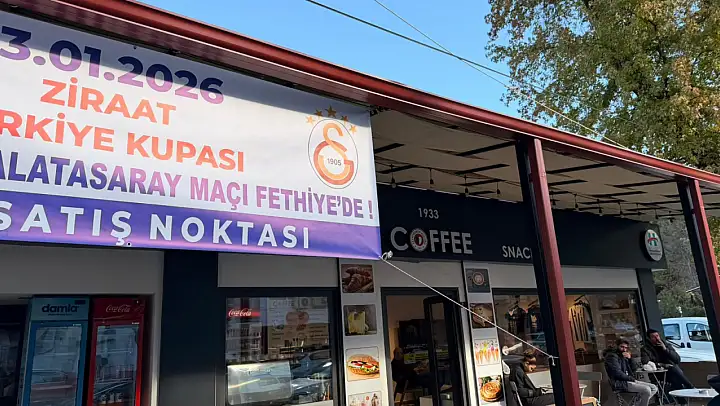 3.01.2026
ZİRAAT
RKİYE KUPASI
ALATASARAY MAÇI FETHİYE'DE !
SATIŞ NOKTASI
1905
1933
COFFEE
SNAC
damla
Coca-Cola
Coca-Cola